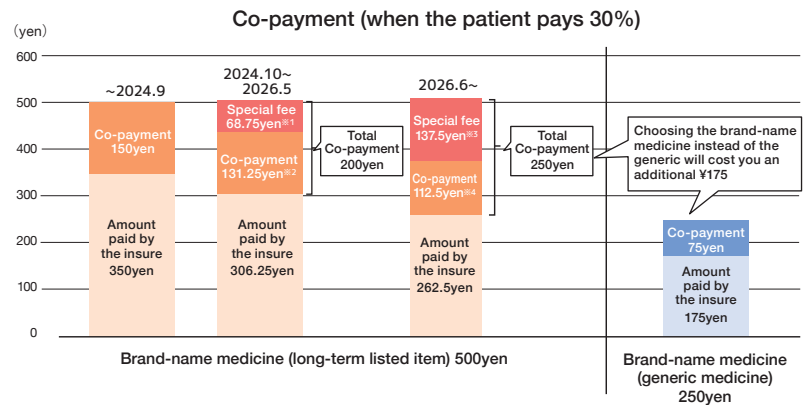 Co-payment (when the patient pays 30%)
（yen）
600
500
400
300
200
100
0
~2024.9
Co-payment
150yen
Amount
paid by
the insure
350yen
2024.10~
2026.5
Special fee
68.75yen※1
Co-payment
131.25yen※2
Amount
paid by
the insure
306.25yen
Total
Co-payment
200yen
2026.6~
Special fee
137.5yen※3
Co-payment
112.5yen※4
Amount
paid by
the insure
262.5yen
Total
Co-payment
250yen
Choosing the brand-name
medicine instead of the
generic will cost you an
additional ¥175
Co-payment
75yen
Amount
paid by
the insure
175yen
Brand-name medicine (long-term listed item) 500yen
Brand-name medicine
(generic medicine)
250yen